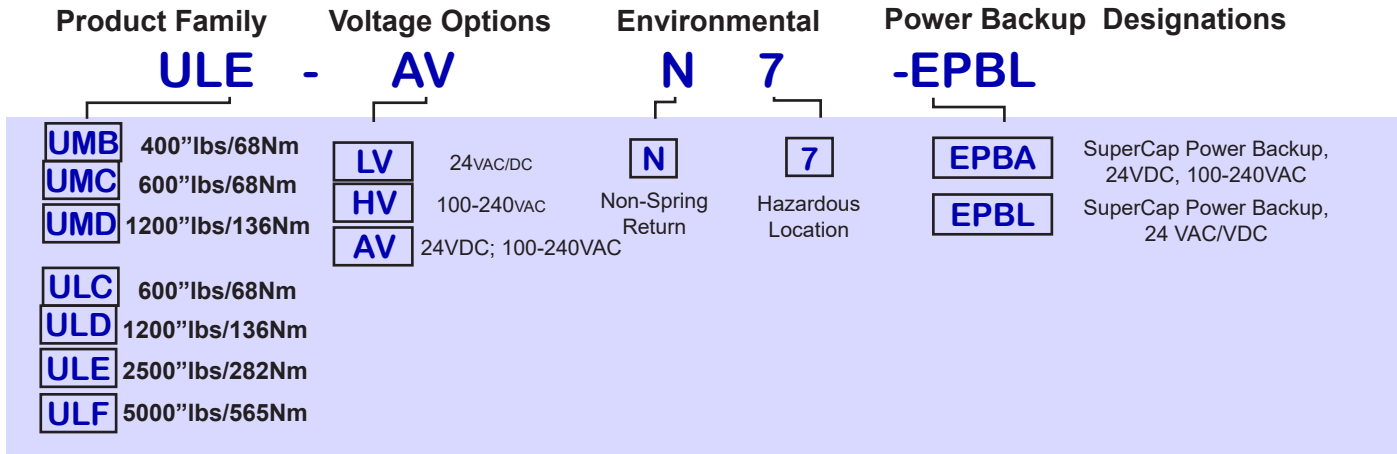 Product Family Voltage Options Environmental Power Backup Designations
ULE - AV N 7 -EPBL
UMB 400”lbs/68Nm
UMC 600”lbs/68Nm
UMD 1200”lbs/136Nm
ULC 600”lbs/68Nm
ULD 1200”lbs/136Nm
ULE 2500”lbs/282Nm
ULF 5000”lbs/565Nm
LV 24VAC/DC
HV 100-240VAC
AV 24VDC; 100-240VAC
N
Non-Spring
Return
7
Hazardous
Location
EPBA SuperCap Power Backup,
24VDC, 100-240VAC
EPBL SuperCap Power Backup,
24 VAC/VDC